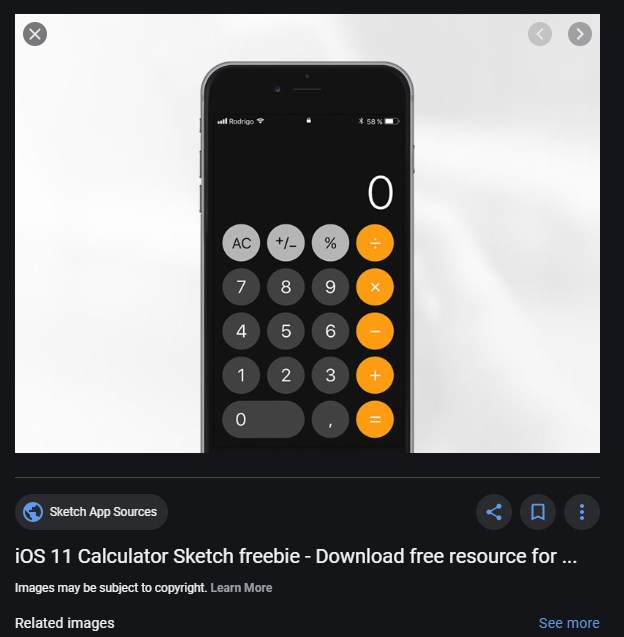 Rodrigo 58 %
0
AC +/− % ÷
7 8 9 ×
4 5 6 −
1 2 3 +
0 , =
Sketch App Sources
iOS 11 Calculator Sketch freebie - Download free resource for ...
Images may be subject to copyright. Learn More
Related images See more